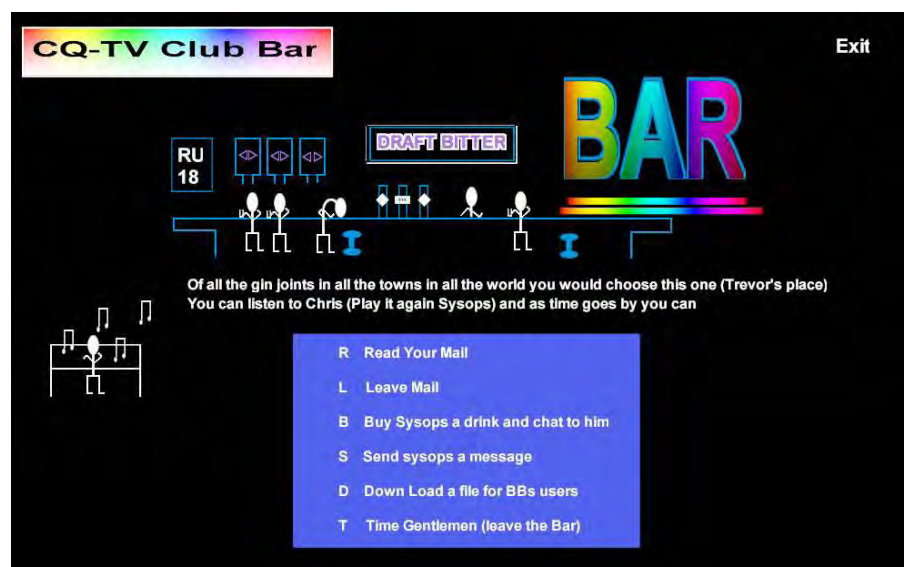 CQ-TV Club Bar
Exit
BAR
DRAFT BITTER
RU
18
Of all the gin joints in all the towns in all the world you would choose this one (Trevor's place)
You can listen to Chris (Play it again Sysops) and as time goes by you can
R Read Your Mail
L Leave Mail
B Buy Sysops a drink and chat to him
S Send sysops a message
D Down Load a file for BBs users
T Time Gentlemen (leave the Bar)